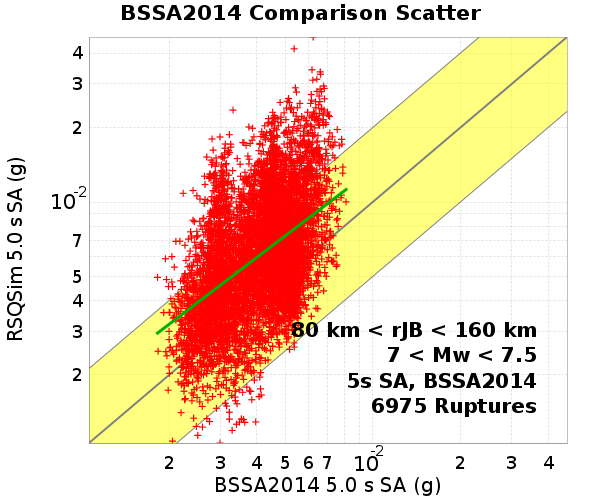 BSSA2014 Comparison Scatter
RSQSim 5.0 s SA (g)
4
3
2
10-2
7
5
4
3
2
80 km < rJB < 160 km
7 < Mw < 7.5
5s SA, BSSA2014
6975 Ruptures
2 3 4 5 6 7 10-2 2 3 4
BSSA2014 5.0 s SA (g)